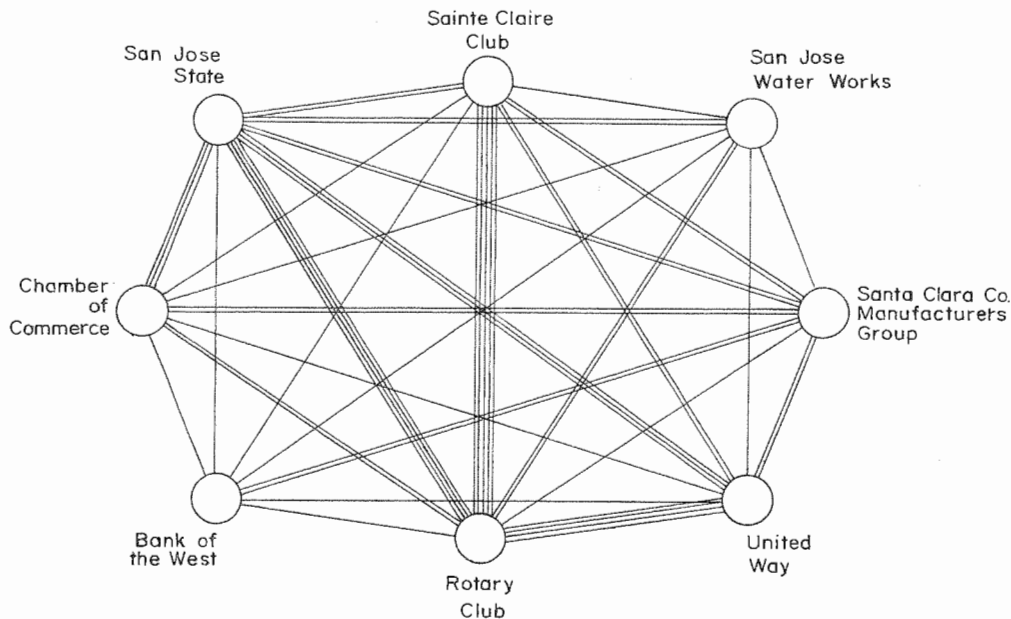 Sainte Claire
Club
San Jose
State
San Jose
Water Works
Chamber
of
Commerce
Santa Clara Co.
Manufacturers
Group
Bank of
the West
Rotary
Club
United
Way